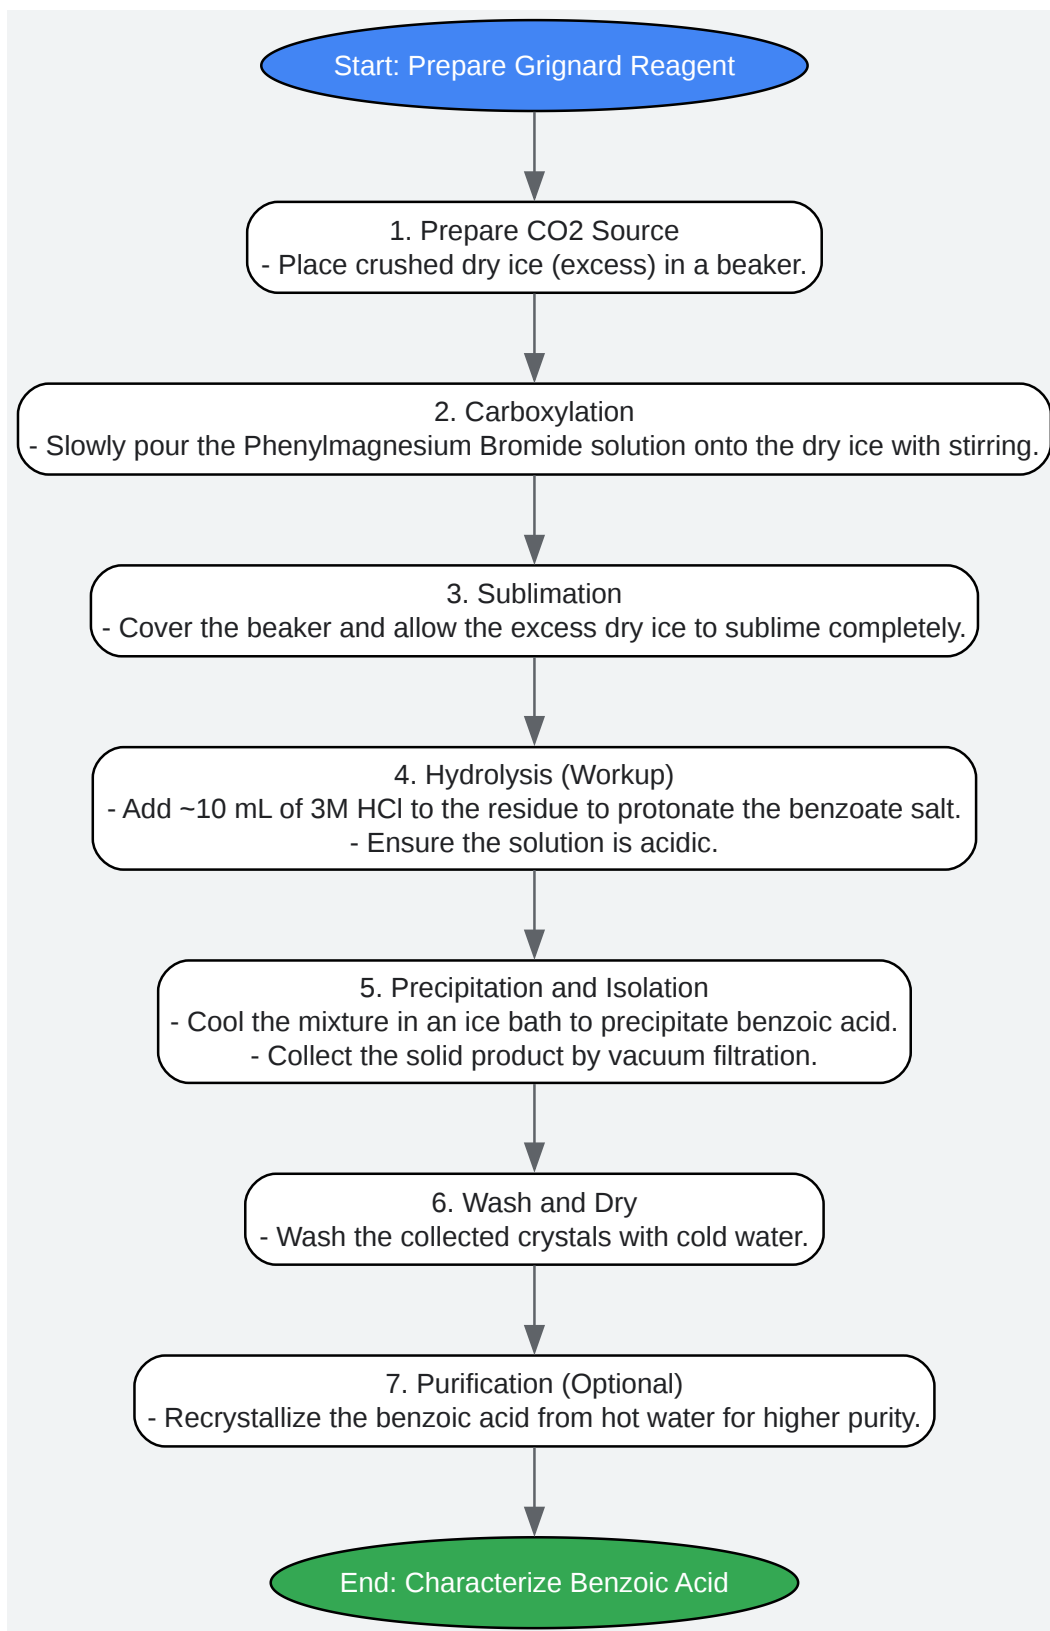 Start: Prepare Grignard Reagent
1. Prepare CO2 Source
- Place crushed dry ice (excess) in a beaker.
2. Carboxylation
- Slowly pour the Phenylmagnesium Bromide solution onto the dry ice with stirring.
3. Sublimation
- Cover the beaker and allow the excess dry ice to sublime completely.
4. Hydrolysis (Workup)
- Add ~10 mL of 3M HCl to the residue to protonate the benzoate salt.
- Ensure the solution is acidic.
5. Precipitation and Isolation
- Cool the mixture in an ice bath to precipitate benzoic acid.
- Collect the solid product by vacuum filtration.
6. Wash and Dry
- Wash the collected crystals with cold water.
7. Purification (Optional)
- Recrystallize the benzoic acid from hot water for higher purity.
End: Characterize Benzoic Acid